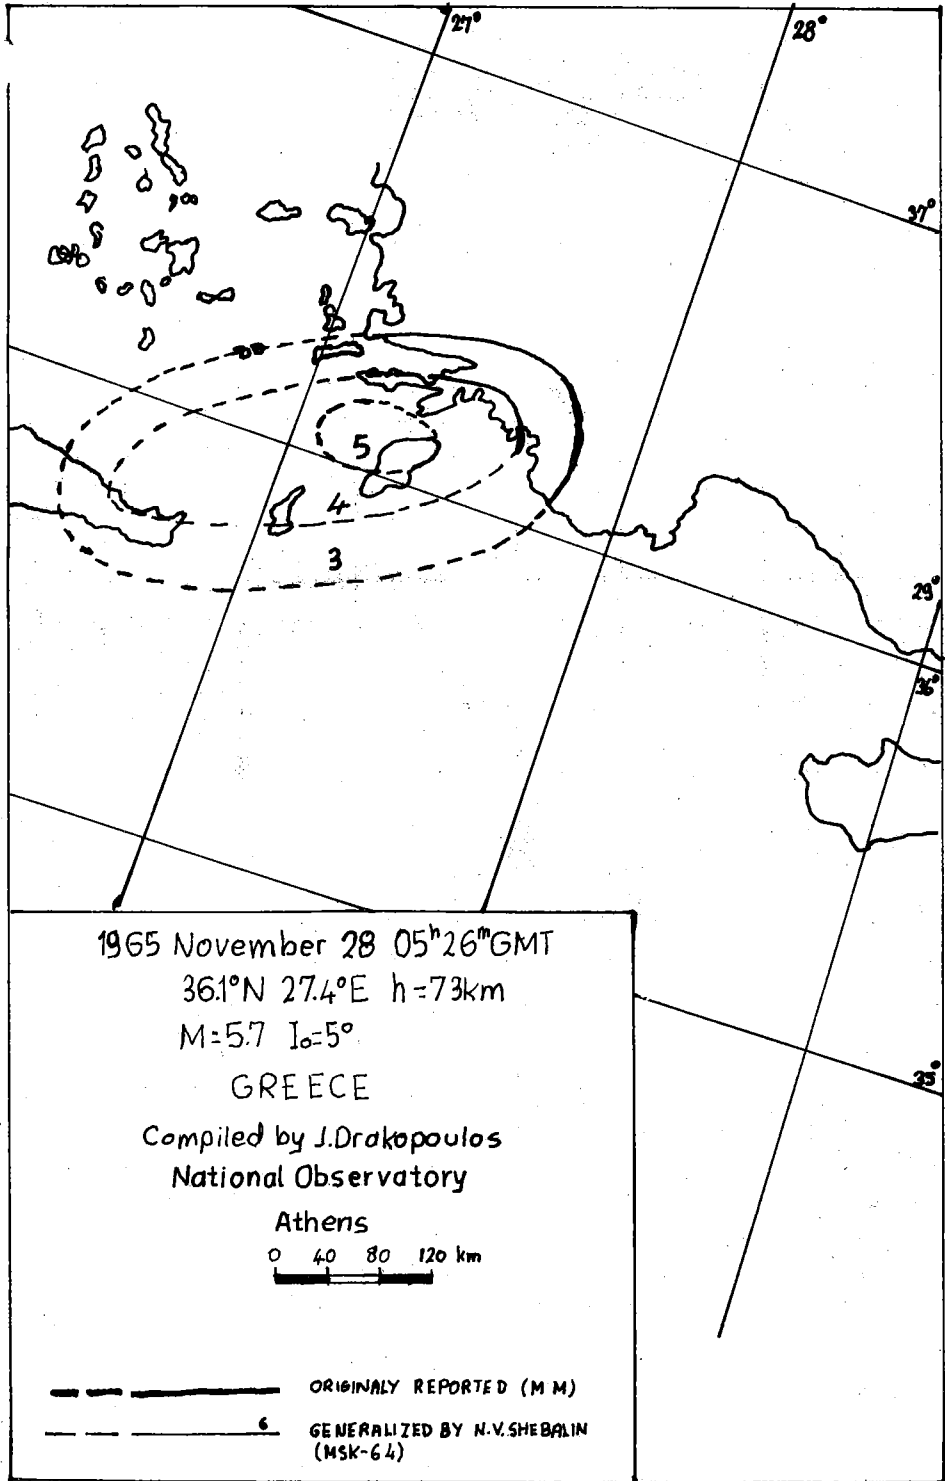 27°
28°
37°
5
4
3
29°
36°
35°
1965 November 28 05ʰ26ᵐGMT
36.1°N 27.4°E h=73km
M=5.7 I₀=5°
GREECE
Compiled by J.Drakopoulos
National Observatory
Athens
0 40 80 120 km
ORIGINALY REPORTED (MM)
6 GENERALIZED BY N.V.SHEBALIN
(MSK-64)